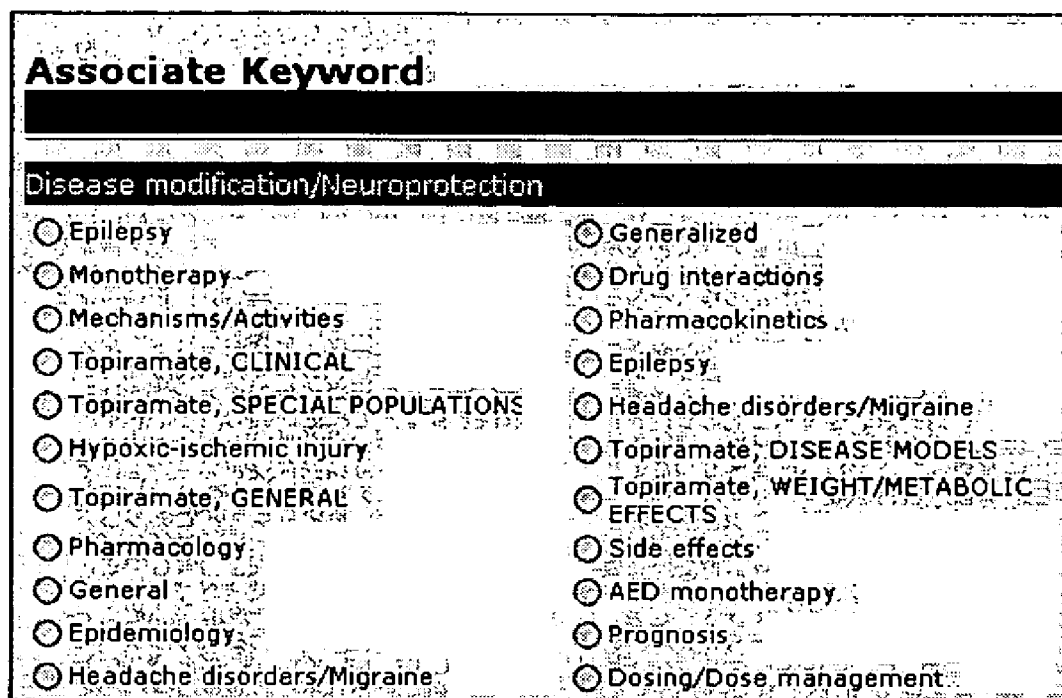 Associate Keyword
Disease modification/Neuroprotection
Epilepsy
Monotherapy
Mechanisms/Activities
Topiramate, CLINICAL
Topiramate, SPECIAL POPULATIONS
Hypoxic-ischemic injury
Topiramate, GENERAL
Pharmacology
General
Epidemiology
Headache disorders/Migraine
Generalized
Drug interactions
Pharmacokinetics
Epilepsy
Headache disorders/Migraine
Topiramate, DISEASE MODELS
Topiramate, WEIGHT/METABOLIC
EFFECTS
Side effects
AED monotherapy
Prognosis
Dosing/Dose management